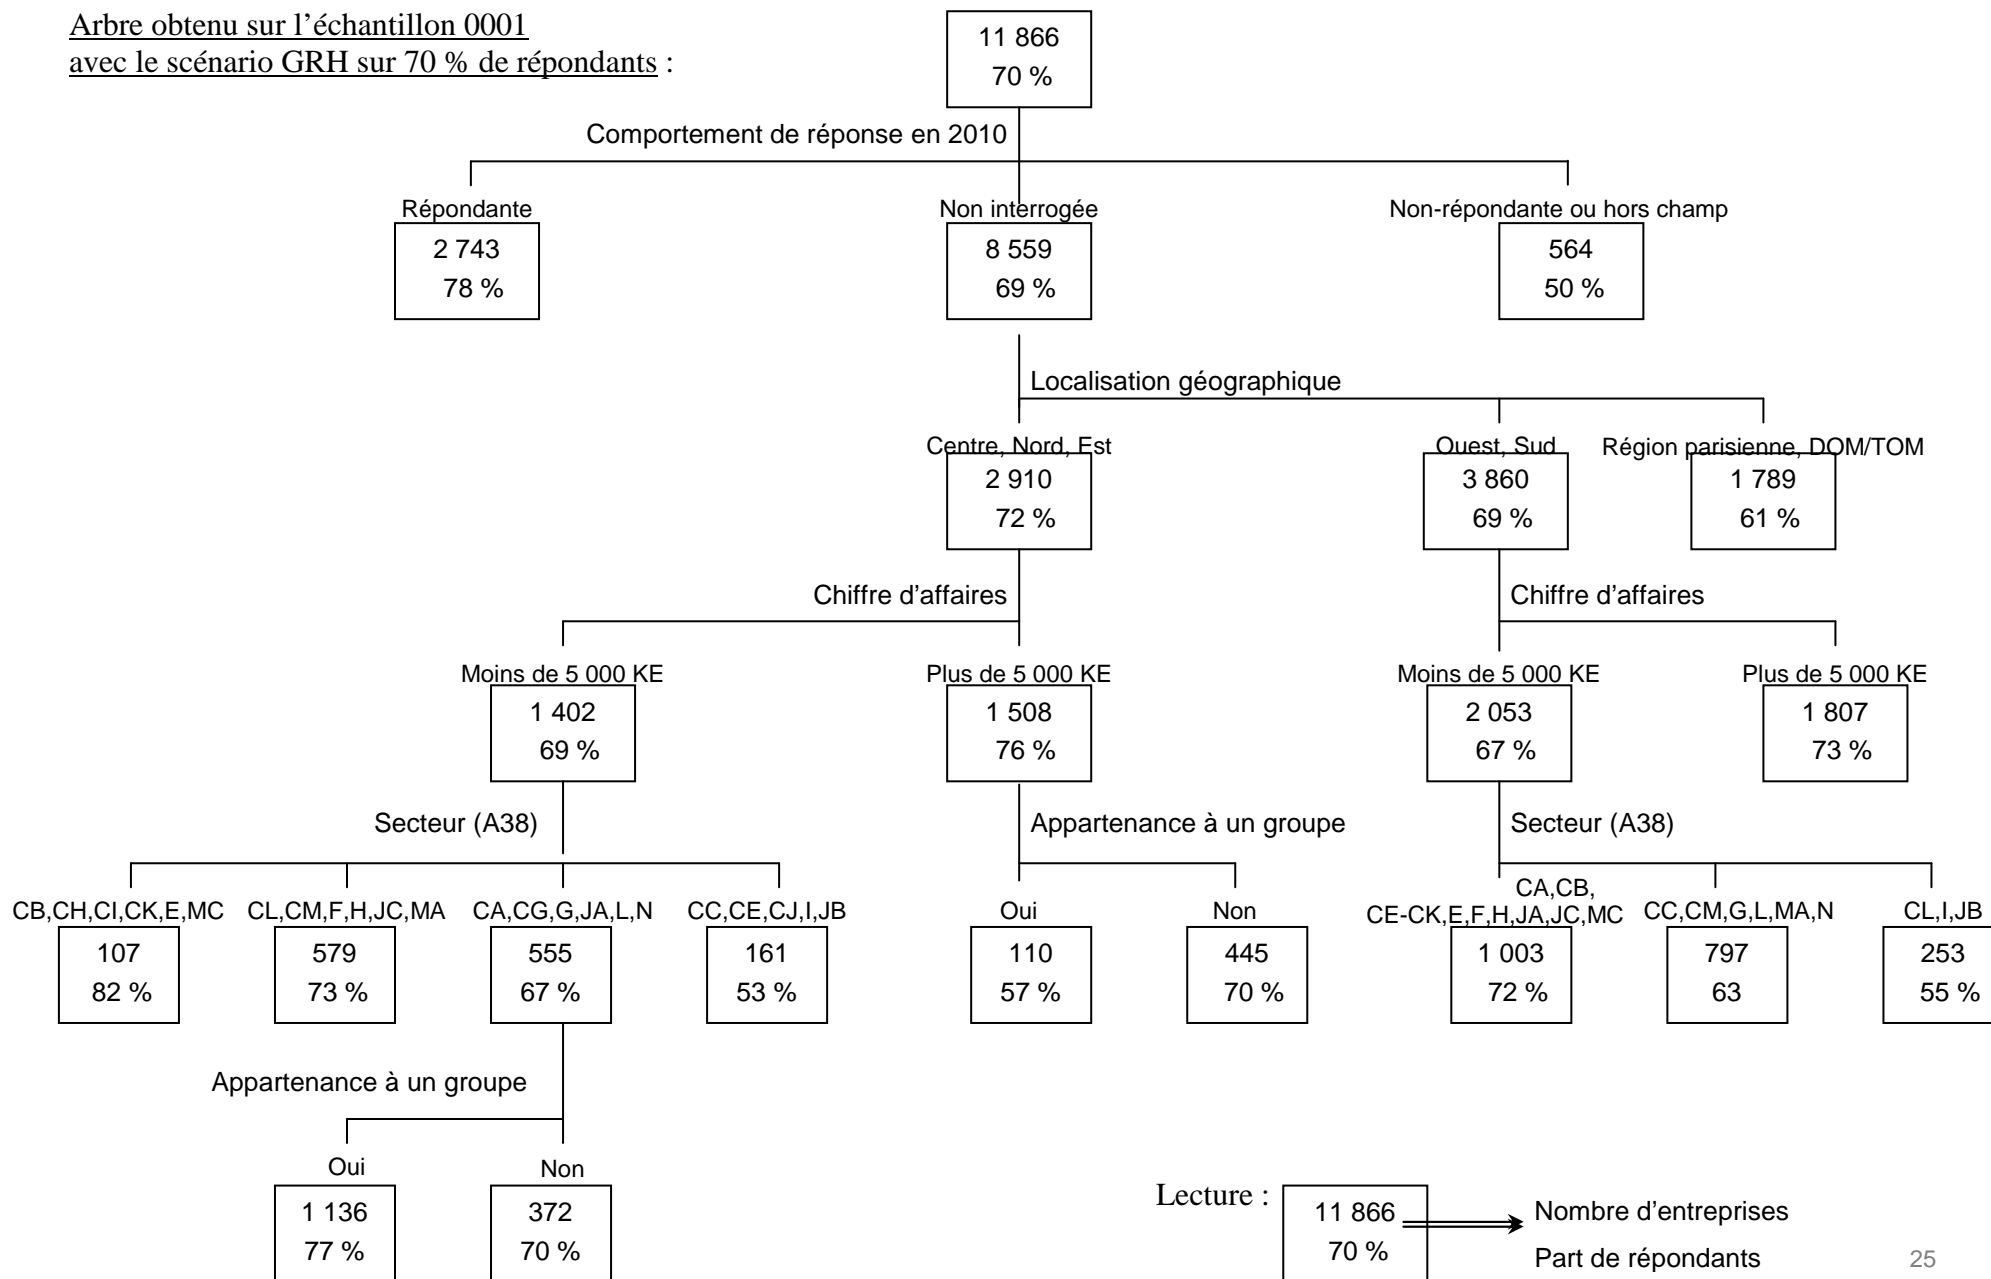 Arbre obtenu sur l'échantillon 0001
avec le scénario GRH sur 70 % de répondants :
11 866
70 %
Comportement de réponse en 2010
Répondante
2 743
78 %
Non interrogée
8 559
69 %
Non-répondante ou hors champ
564
50 %
Localisation géographique
Centre, Nord, Est
2 910
72 %
Ouest, Sud
3 860
69 %
Région parisienne, DOM/TOM
1 789
61 %
Chiffre d'affaires
Chiffre d'affaires
Moins de 5 000 KE
1 402
69 %
Plus de 5 000 KE
1 508
76 %
Moins de 5 000 KE
2 053
67 %
Plus de 5 000 KE
1 807
73 %
Secteur (A38)
Appartenance à un groupe
Secteur (A38)
CB,CH,CI,CK,E,MC
107
82 %
CL,CM,F,H,JC,MA
579
73 %
CA,CG,G,JA,L,N
555
67 %
CC,CE,CJ,I,JB
161
53 %
Oui
110
57 %
Non
445
70 %
CA,CB,
CE-CK,E,F,H,JA,JC,MC
1 003
72 %
CC,CM,G,L,MA,N
797
63
CL,I,JB
253
55 %
Appartenance à un groupe
Oui
1 136
77 %
Non
372
70 %
Lecture :
11 866
70 %
Nombre d'entreprises
Part de répondants
25